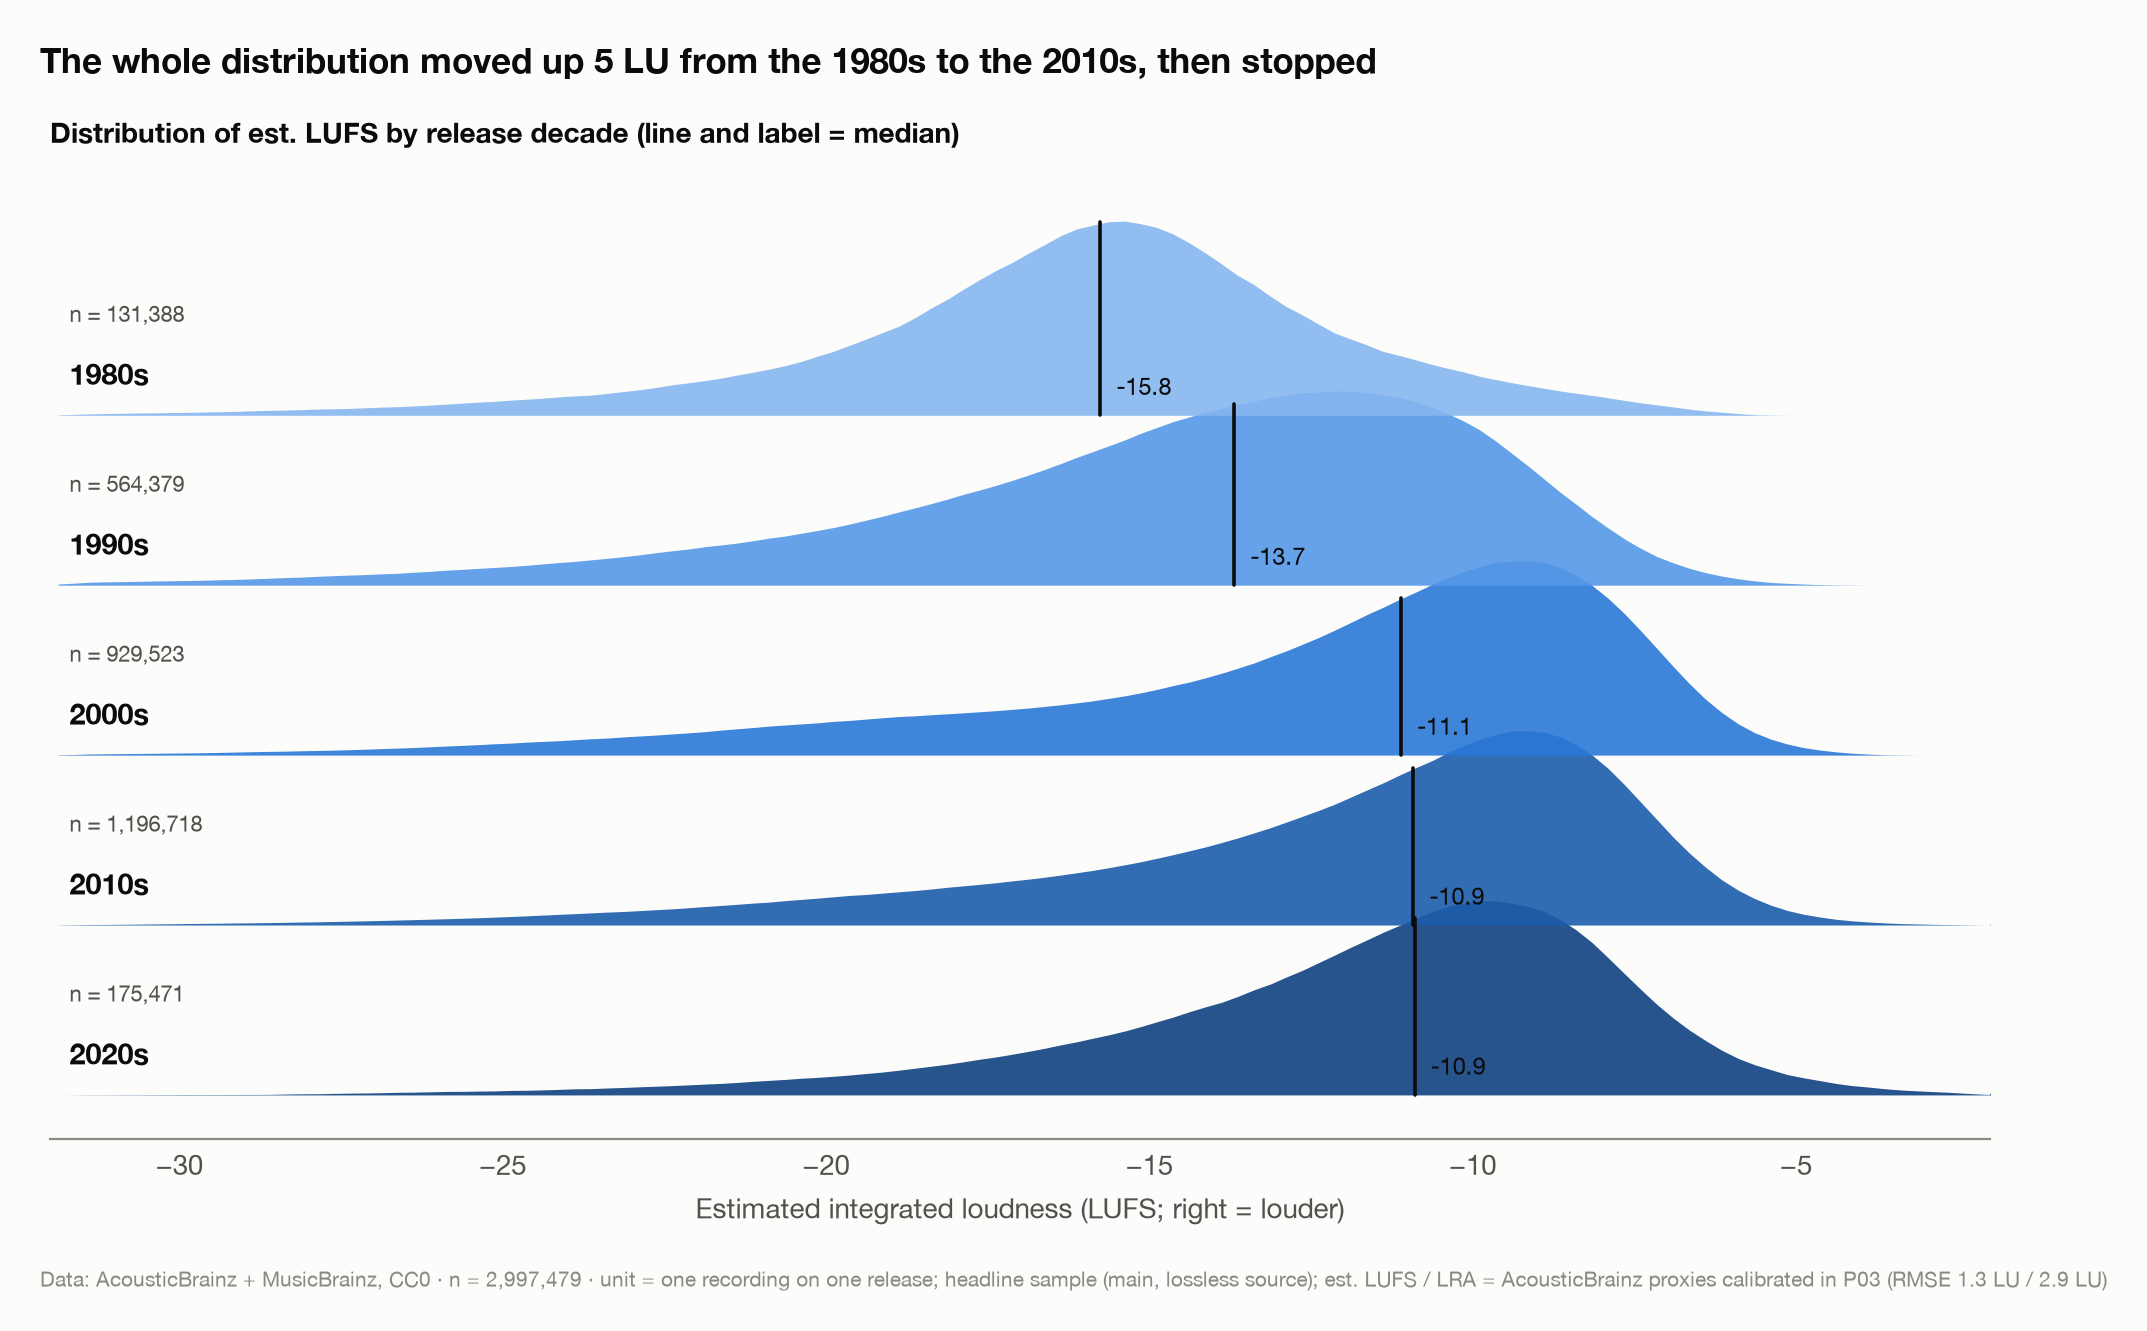 The whole distribution moved up 5 LU from the 1980s to the 2010s, then stopped
Distribution of est. LUFS by release decade (line and label = median)
n = 131,388
1980s
-15.8
n = 564,379
1990s
-13.7
n = 929,523
2000s
-11.1
n = 1,196,718
2010s
-10.9
n = 175,471
2020s
-10.9
−30 −25 −20 −15 −10 −5
Estimated integrated loudness (LUFS; right = louder)
Data: AcousticBrainz + MusicBrainz, CC0 · n = 2,997,479 · unit = one recording on one release; headline sample (main, lossless source); est. LUFS / LRA = AcousticBrainz proxies calibrated in P03 (RMSE 1.3 LU / 2.9 LU)